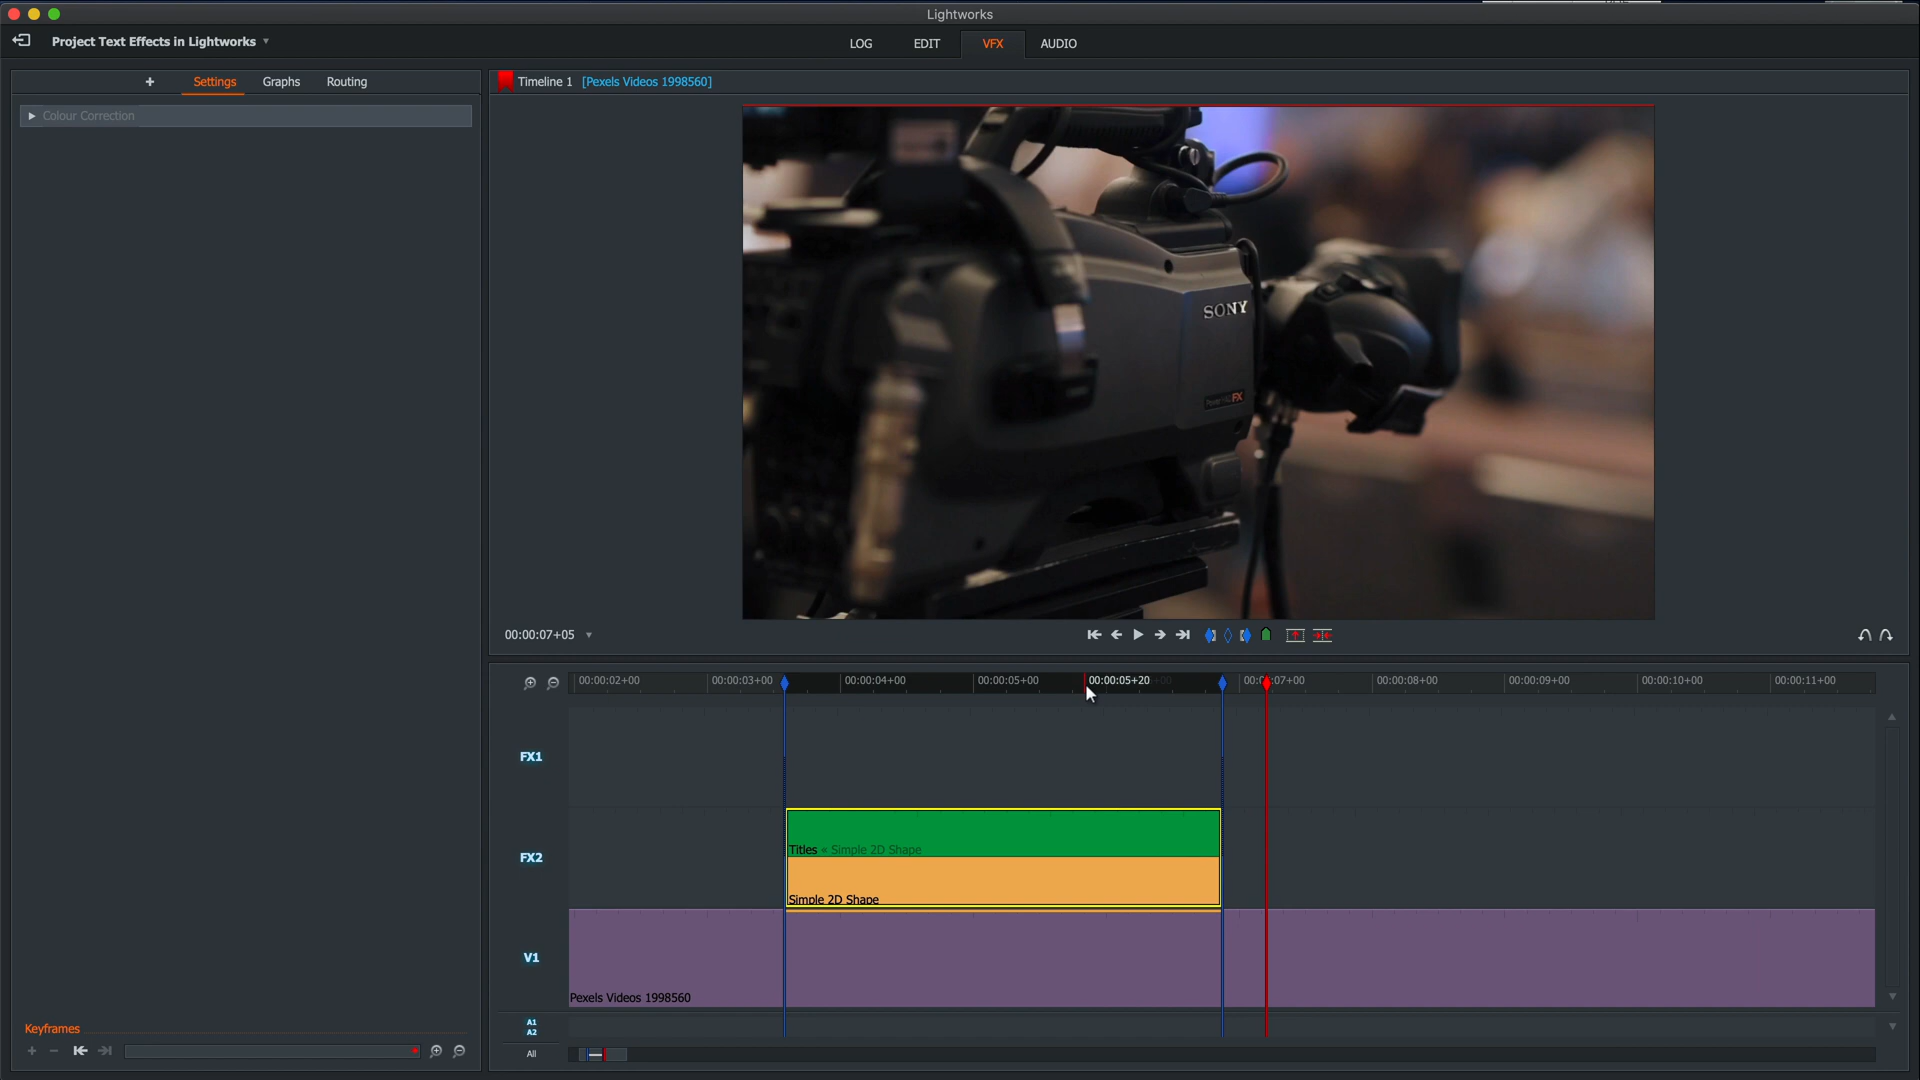 Lightworks
Project Text Effects in Lightworks
LOG EDIT VFX AUDIO
Settings Graphs Routing
Timeline 1 [Pexels Videos 1998560]
Colour Correction
SONY
FX
00:00:07+05
00:00:02+00 00:00:03+00 00:00:04+00 00:00:05+00 00:00:05+20 07+00 00:00:08+00 00:00:09+00 00:00:10+00 00:00:11+00
FX1
Titles « Simple 2D Shape
FX2
Simple 2D Shape
V1
Pexels Videos 1998560
A1
A2
Keyframes
All